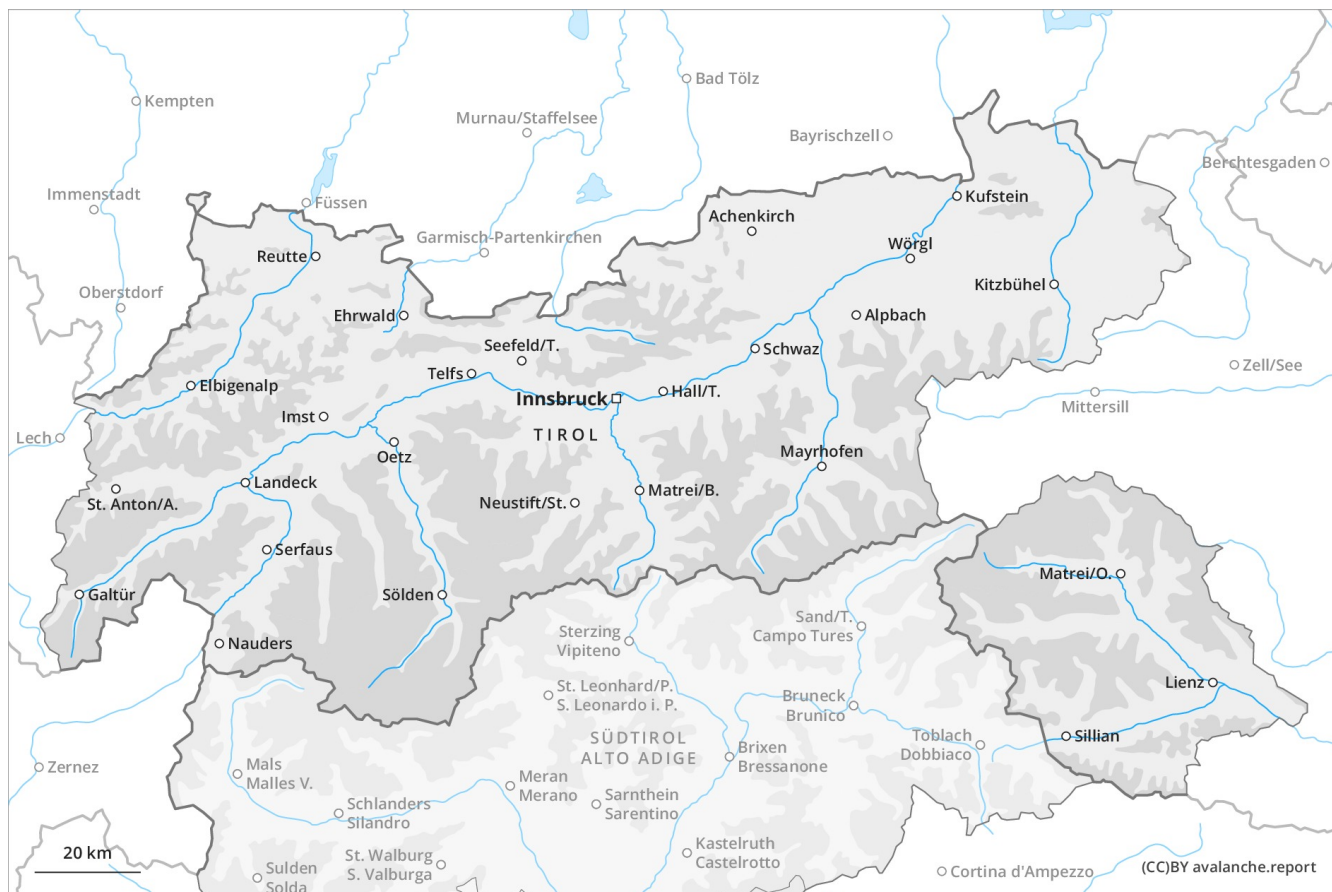 Kempten
Bad Tölz
Murnau/Staffelsee
Bayrischzell
Berchtesgaden
Immenstadt
Füssen
Achenkirch
Kufstein
Garmisch-Partenkirchen
Wörgl
Reutte
Oberstdorf
Kitzbühel
Ehrwald
Alpbach
Seefeld/T.
Schwaz
Zell/See
Telfs
Elbigenalp
Innsbruck
Hall/T.
Mittersill
Imst
TIROL
Lech
Oetz
Mayrhofen
Landeck
St. Anton/A.
Neustift/St.
Matrei/B.
Serfaus
Matrei/O.
Galtür
Sölden
Sand/T.
Campo Tures
Sterzing
Vipiteno
Nauders
Lienz
St. Leonhard/P.
S. Leonardo i. P.
Bruneck
Brunico
Sillian
Toblach
Dobbiaco
SÜDTIROL
ALTO ADIGE
Brixen
Bressanone
Zernez
Mals
Malles V.
Meran
Merano
Sarnthein
Sarentino
Schlanders
Silandro
Kastelruth
Castelrotto
20 km
St. Walburg
S. Valburga
Sulden
Solda
Cortina d'Ampezzo
(CC)BY avalanche.report